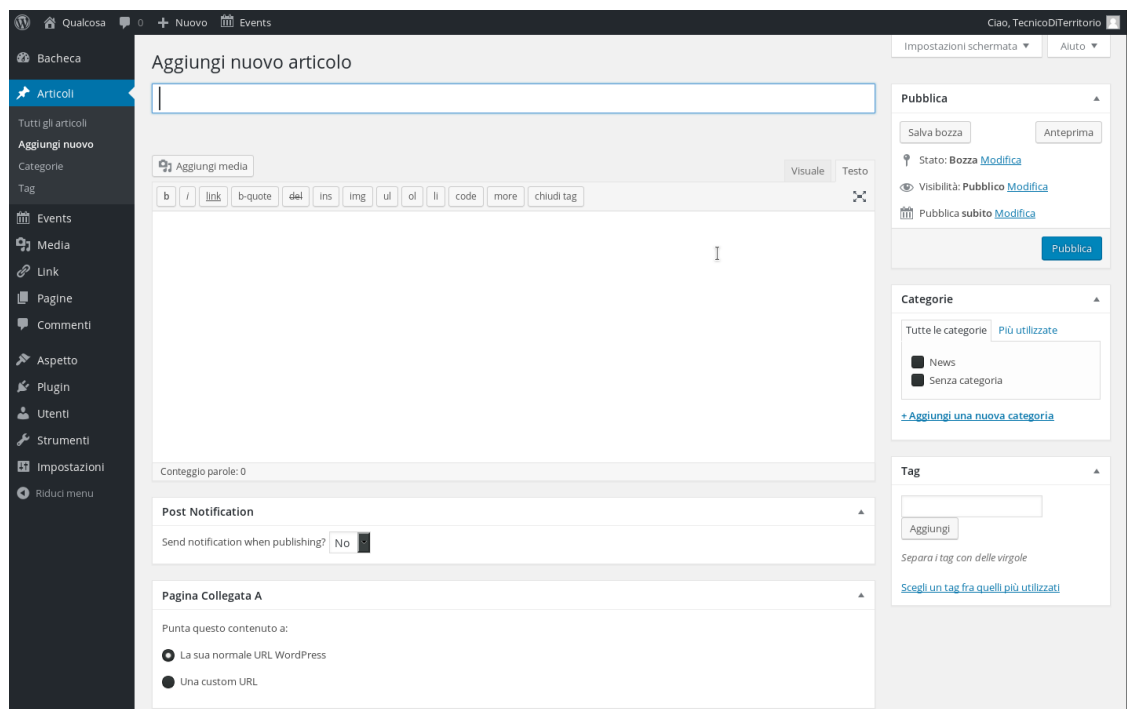 Qualcosa 0 Nuovo Events Ciao, TecnicoDiTerritorio
Impostazioni schermata ▼ Aiuto ▼
Bacheca
Articoli
Tutti gli articoli
Aggiungi nuovo
Categorie
Tag
Events
Media
Link
Pagine
Commenti
Aspetto
Plugin
Utenti
Strumenti
Impostazioni
Riduci menu
Aggiungi nuovo articolo
Aggiungi media
Visuale Testo
b i link b-quote del ins img ul ol li code more chiudi tag
Conteggio parole: 0
Post Notification
Send notification when publishing? No
Pagina Collegata A
Punta questo contenuto a:
La sua normale URL WordPress
Una custom URL
Pubblica
Salva bozza Anteprima
Stato: Bozza Modifica
Visibilità: Pubblico Modifica
Pubblica subito Modifica
Pubblica
Categorie
Tutte le categorie Più utilizzate
News
Senza categoria
+ Aggiungi una nuova categoria
Tag
Aggiungi
Separa i tag con delle virgole
Scegli un tag fra quelli più utilizzati